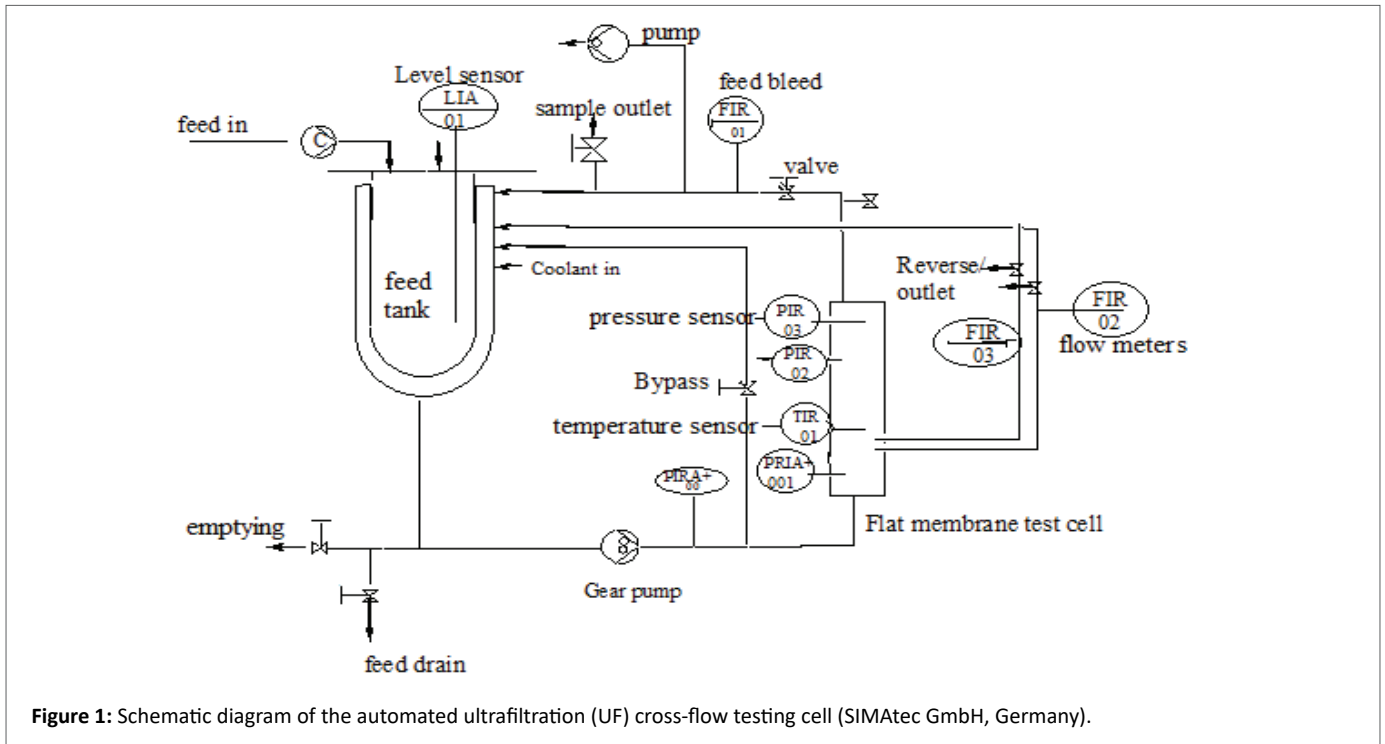 pump
Level sensor
LIA
01
feed bleed
FIR
01
sample outlet
feed in
C
valve
Coolant in
feed
tank
Reverse/
outlet
FIR
02
flow meters
FIR
03
pressure sensor
PIR
03
PIR
02
Bypass
temperature sensor
TIR
01
PRIA+
001
PIRA+
00
Flat membrane test cell
emptying
Gear pump
feed drain
Figure 1: Schematic diagram of the automated ultrafiltration (UF) cross-flow testing cell (SIMAtec GmbH, Germany).